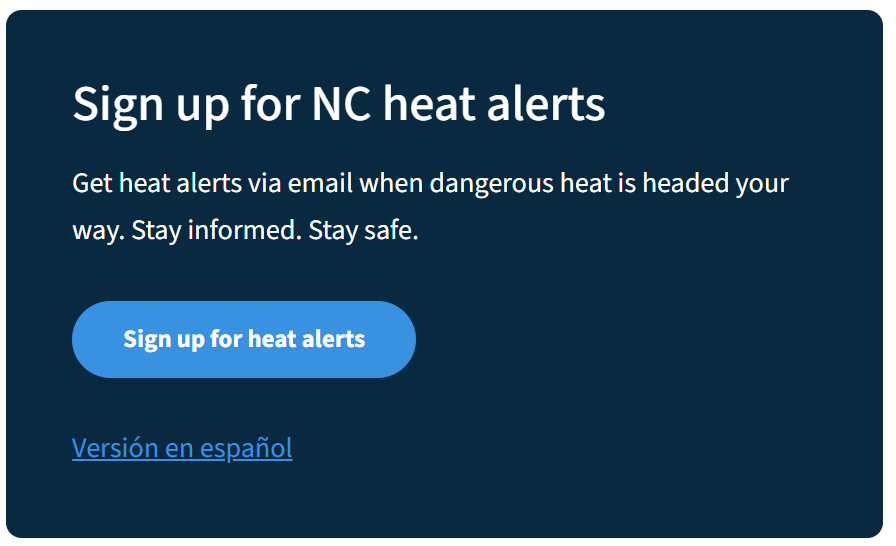 Sign up for NC heat alerts
Get heat alerts via email when dangerous heat is headed your
way. Stay informed. Stay safe.
Sign up for heat alerts
Versión en español